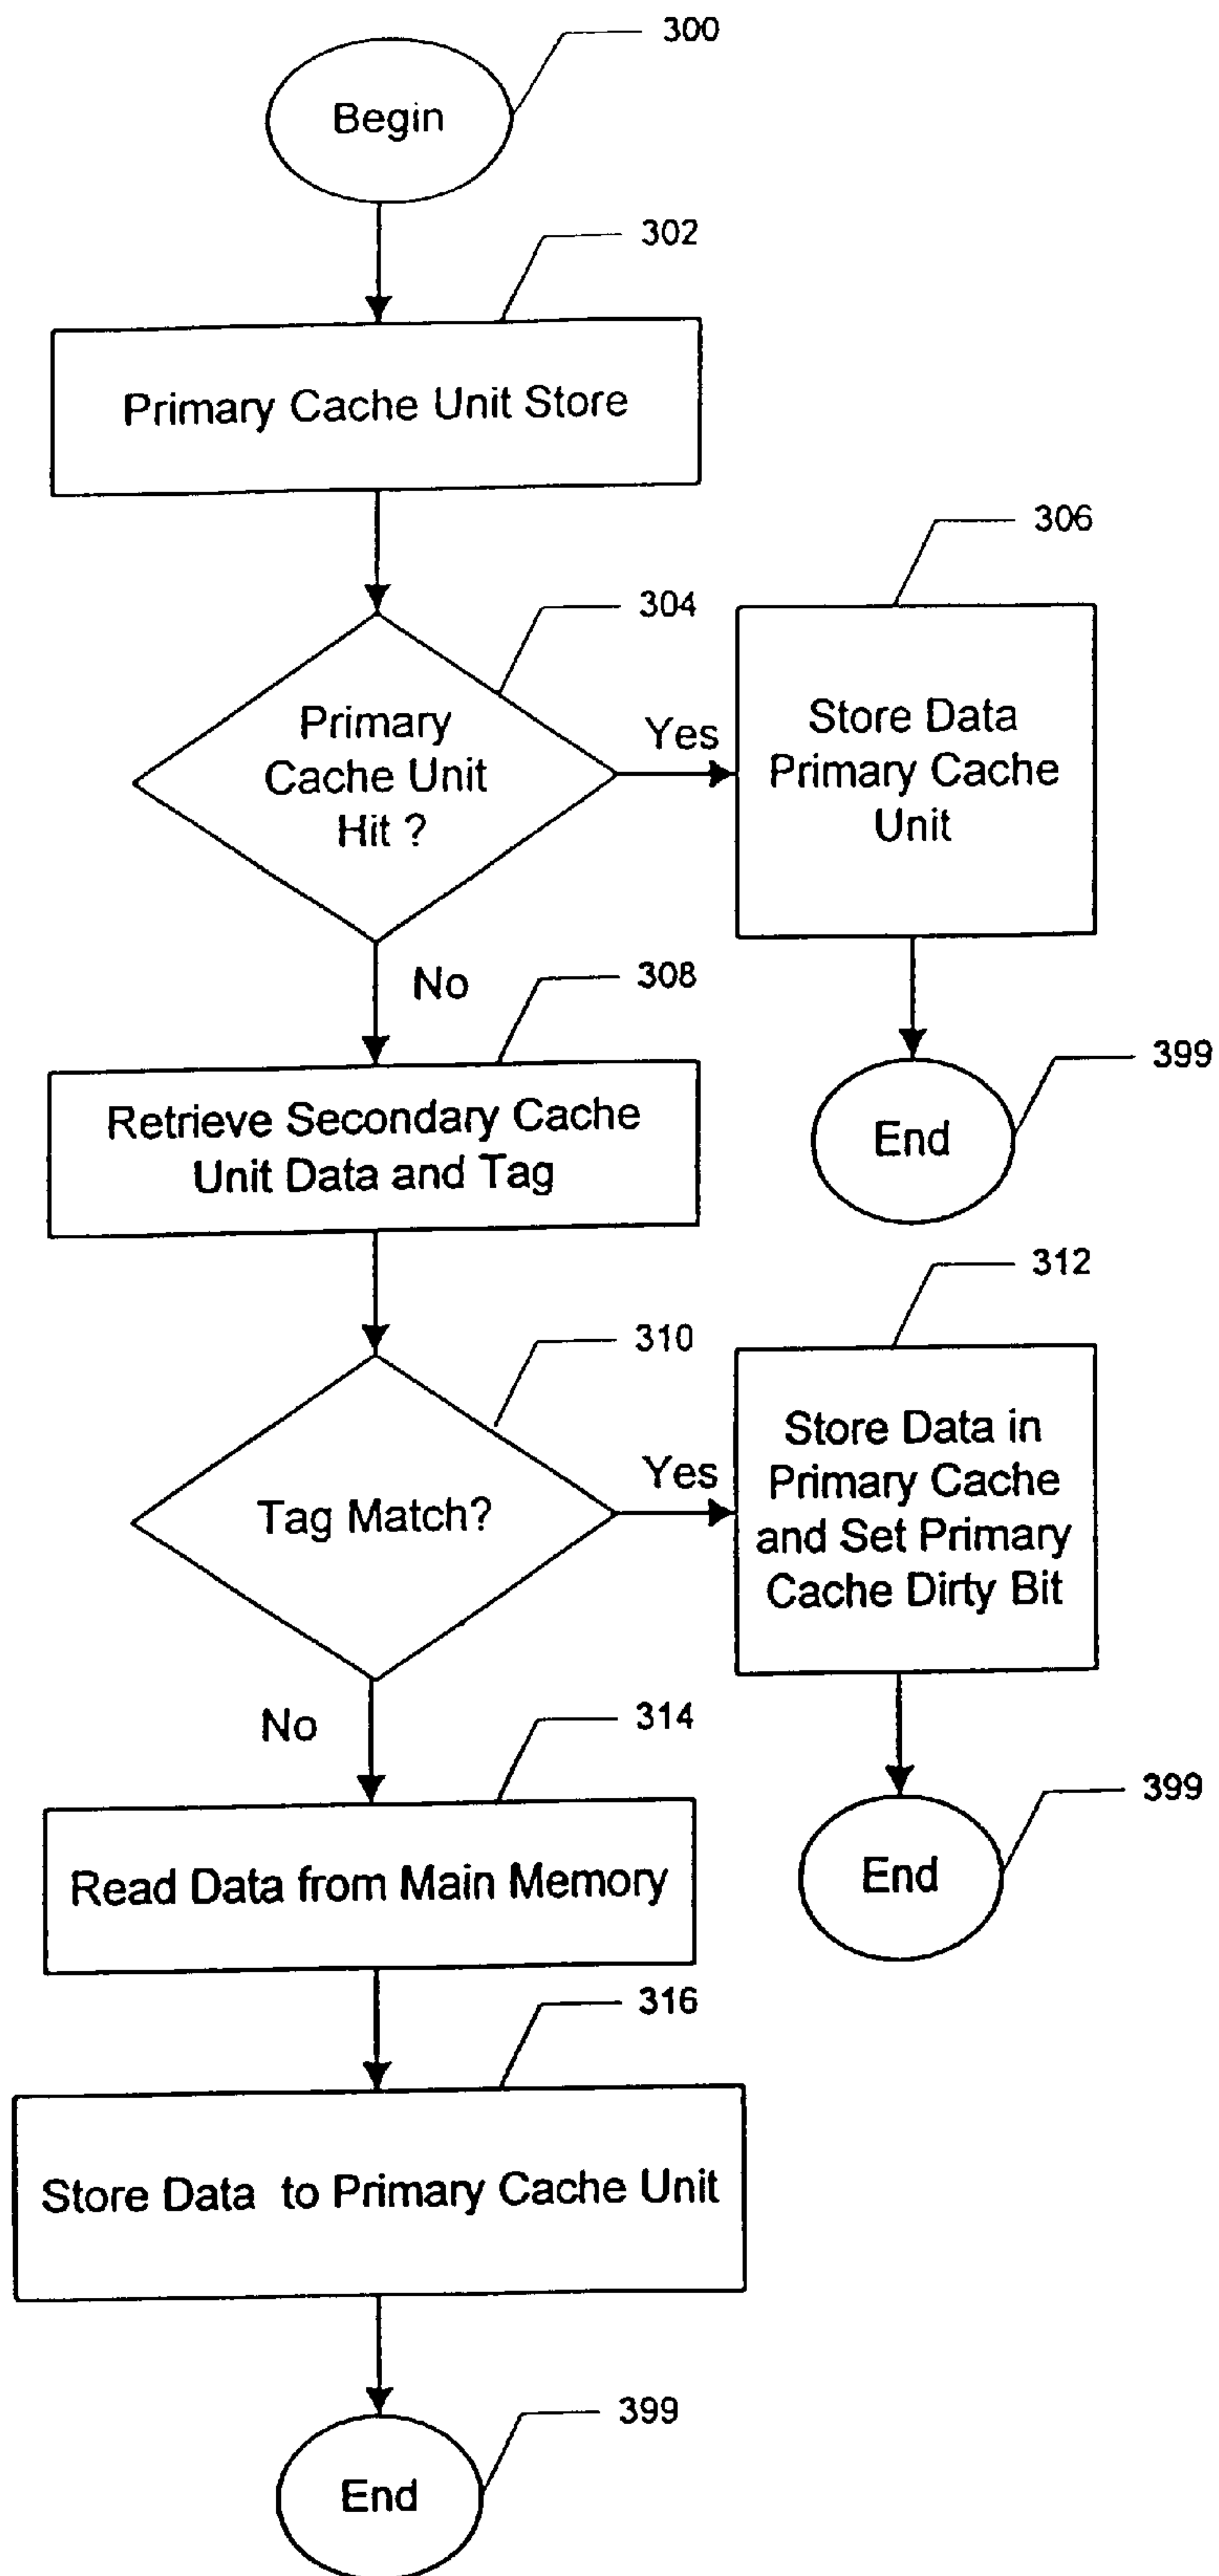 300
Begin
302
Primary Cache Unit Store
306
304
Primary
Cache Unit
Hit ?
Yes
Store Data
Primary Cache
Unit
No
308
399
Retrieve Secondary Cache
Unit Data and Tag
End
312
310
Tag Match?
Yes
Store Data in
Primary Cache
and Set Primary
Cache Dirty Bit
No
314
399
Read Data from Main Memory
End
316
Store Data to Primary Cache Unit
399
End